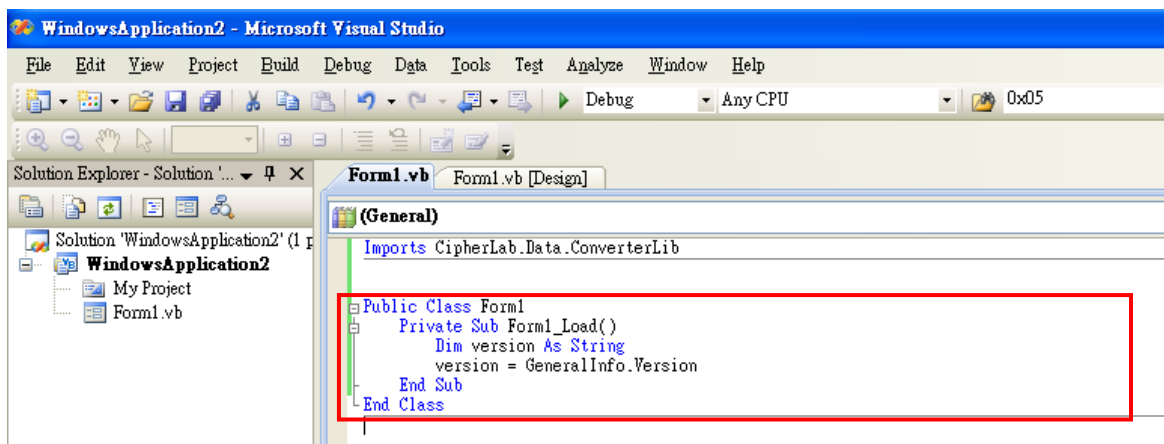 WindowsApplication2 - Microsoft Visual Studio
File Edit View Project Build Debug Data Tools Test Analyze Window Help
Debug Any CPU 0x05
Solution Explorer - Solution '...
Form1.vb Form1.vb [Design]
(General)
Solution 'WindowsApplication2' (1 p
WindowsApplication2
My Project
Form1.vb
Imports CipherLab.Data.ConverterLib
Public Class Form1
Private Sub Form1_Load()
Dim version As String
version = GeneralInfo.Version
End Sub
End Class